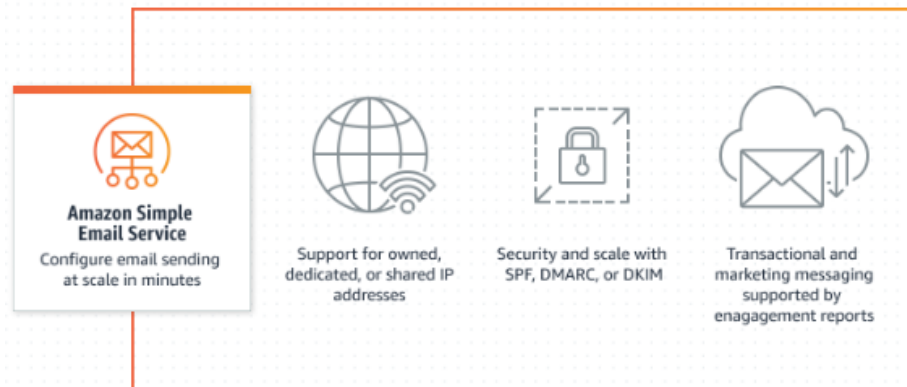 Amazon Simple
Email Service
Configure email sending
at scale in minutes
Support for owned,
dedicated, or shared IP
addresses
Security and scale with
SPF, DMARC, or DKIM
Transactional and
marketing messaging
supported by
enagagement reports